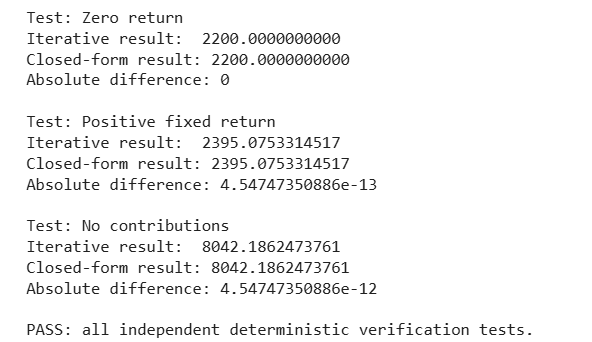 Test: Zero return
Iterative result:  2200.0000000000
Closed-form result: 2200.0000000000
Absolute difference: 0
Test: Positive fixed return
Iterative result:  2395.0753314517
Closed-form result: 2395.0753314517
Absolute difference: 4.54747350886e-13
Test: No contributions
Iterative result:  8042.1862473761
Closed-form result: 8042.1862473761
Absolute difference: 4.54747350886e-12
PASS: all independent deterministic verification tests.